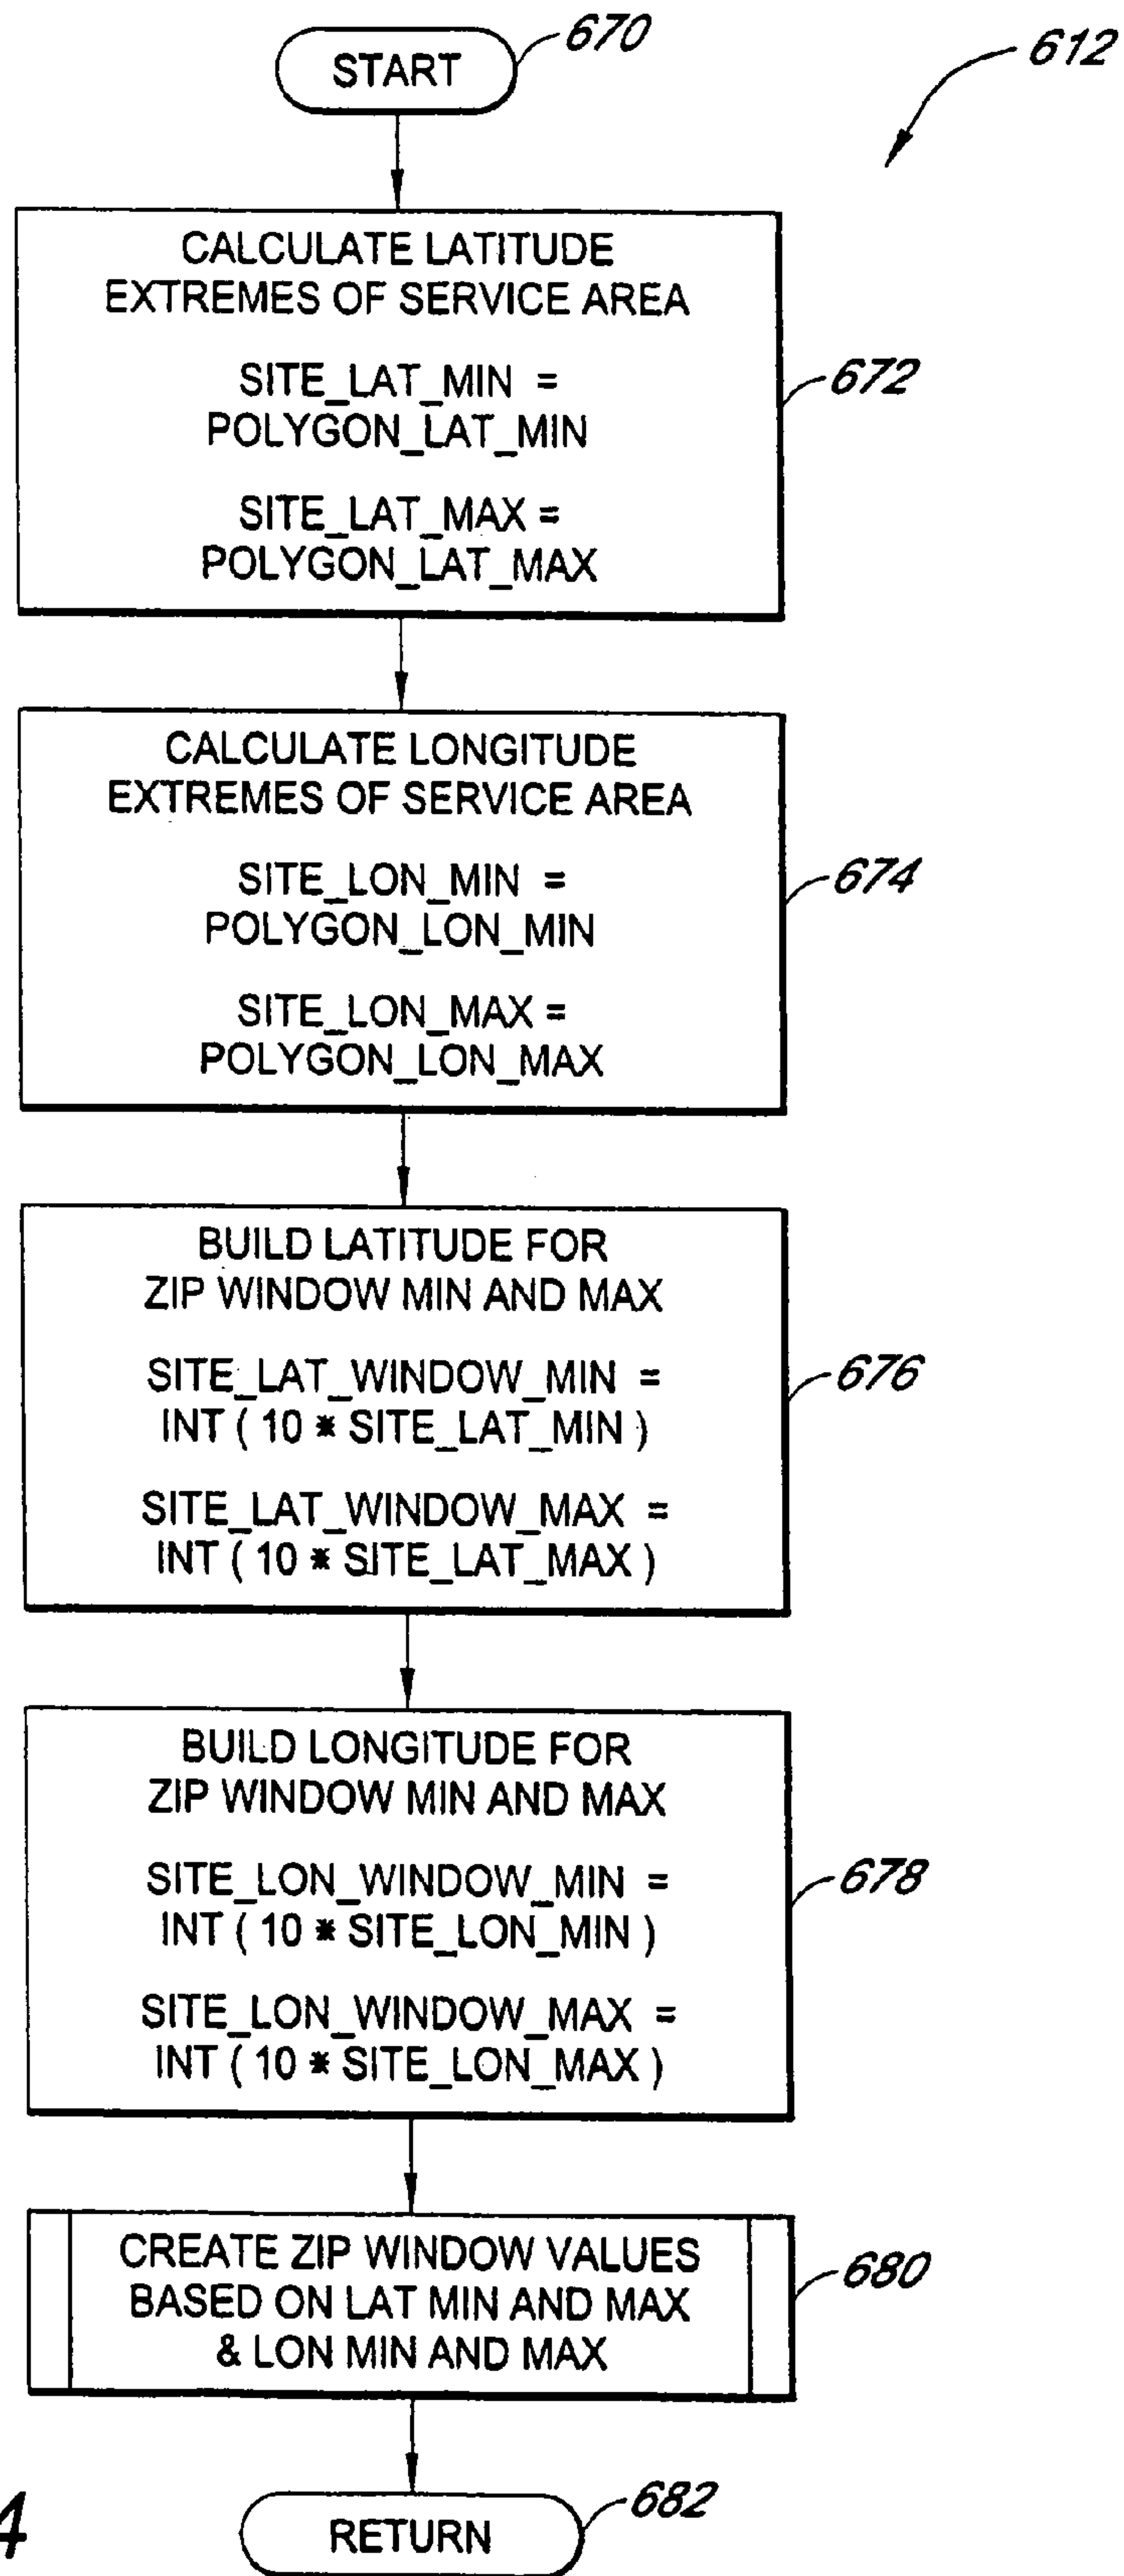 START
670
612
CALCULATE LATITUDE
EXTREMES OF SERVICE AREA
SITE_LAT_MIN =
POLYGON_LAT_MIN
SITE_LAT_MAX =
POLYGON_LAT_MAX
672
CALCULATE LONGITUDE
EXTREMES OF SERVICE AREA
SITE_LON_MIN =
POLYGON_LON_MIN
SITE_LON_MAX =
POLYGON_LON_MAX
674
BUILD LATITUDE FOR
ZIP WINDOW MIN AND MAX
SITE_LAT_WINDOW_MIN =
INT ( 10 * SITE_LAT_MIN )
SITE_LAT_WINDOW_MAX =
INT ( 10 * SITE_LAT_MAX )
676
BUILD LONGITUDE FOR
ZIP WINDOW MIN AND MAX
SITE_LON_WINDOW_MIN =
INT ( 10 * SITE_LON_MIN )
SITE_LON_WINDOW_MAX =
INT ( 10 * SITE_LON_MAX )
678
CREATE ZIP WINDOW VALUES
BASED ON LAT MIN AND MAX
& LON MIN AND MAX
680
RETURN
682
4